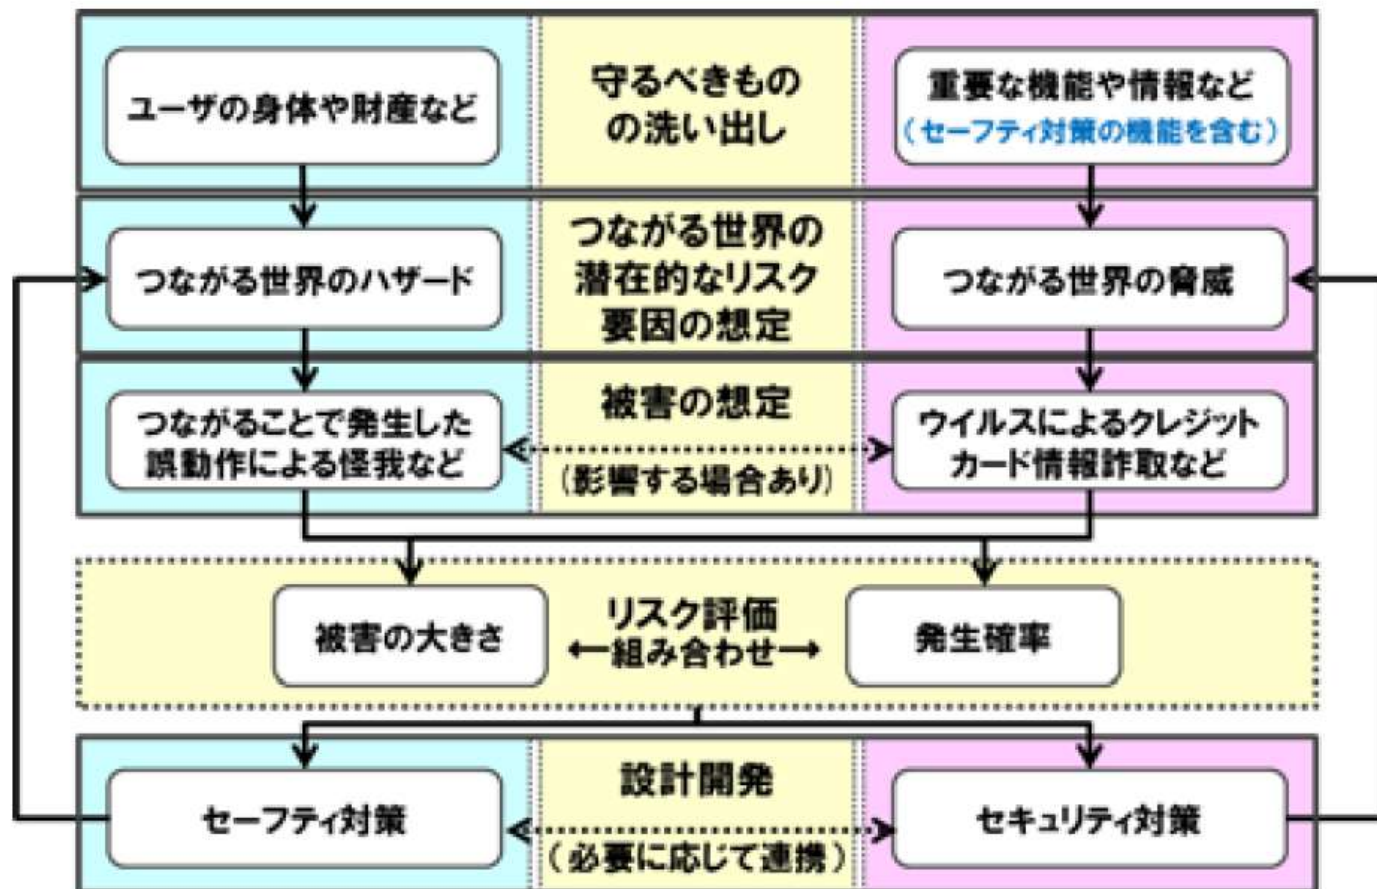 ユーザの身体や財産など
守るべきもの
の洗い出し
重要な機能や情報など
(セーフティ対策の機能を含む)
つながる世界のハザード
つながる世界の
潜在的なリスク
要因の想定
つながる世界の脅威
つながることで発生した
誤動作による怪我など
被害の想定
(影響する場合あり)
ウイルスによるクレジット
カード情報詐取など
被害の大きさ
リスク評価
←組み合わせ→
発生確率
セーフティ対策
設計開発
(必要に応じて連携)
セキュリティ対策